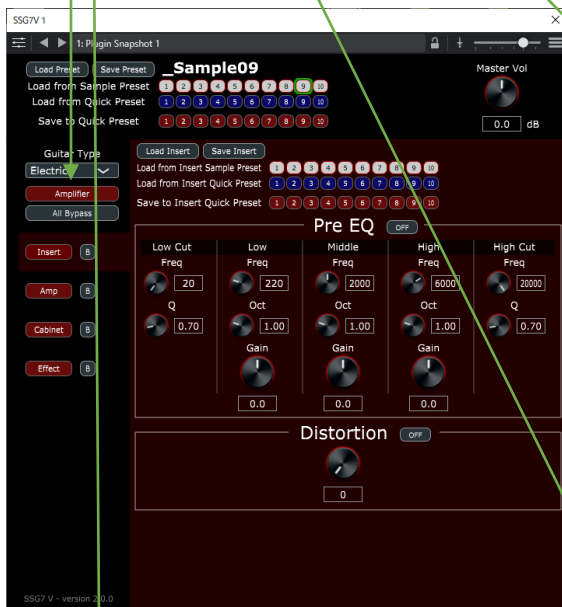 SSG7V 1
1: Plugin Snapshot 1
Load Preset Save Preset _Sample09 Master Vol
Load from Sample Preset 1 2 3 4 5 6 7 8 9 10
Load from Quick Preset 1 2 3 4 5 6 7 8 9 10
Save to Quick Preset 1 2 3 4 5 6 7 8 9 10
0.0 dB
Guitar Type
Electric
Amplifier
All Bypass
Insert B
Amp B
Cabinet B
Effect B
Load Insert Save Insert
Load from Insert Sample Preset 1 2 3 4 5 6 7 8 9 10
Load from Insert Quick Preset 1 2 3 4 5 6 7 8 9 10
Save to Insert Quick Preset 1 2 3 4 5 6 7 8 9 10
Pre EQ OFF
Low Cut Low Middle High High Cut
Freq Freq Freq Freq Freq
20 220 2000 6000 20000
Q Oct Oct Oct Q
0.70 1.00 1.00 1.00 0.70
Gain Gain Gain
0.0 0.0 0.0
Distortion OFF
0
SSG7 V - version 2.0.0